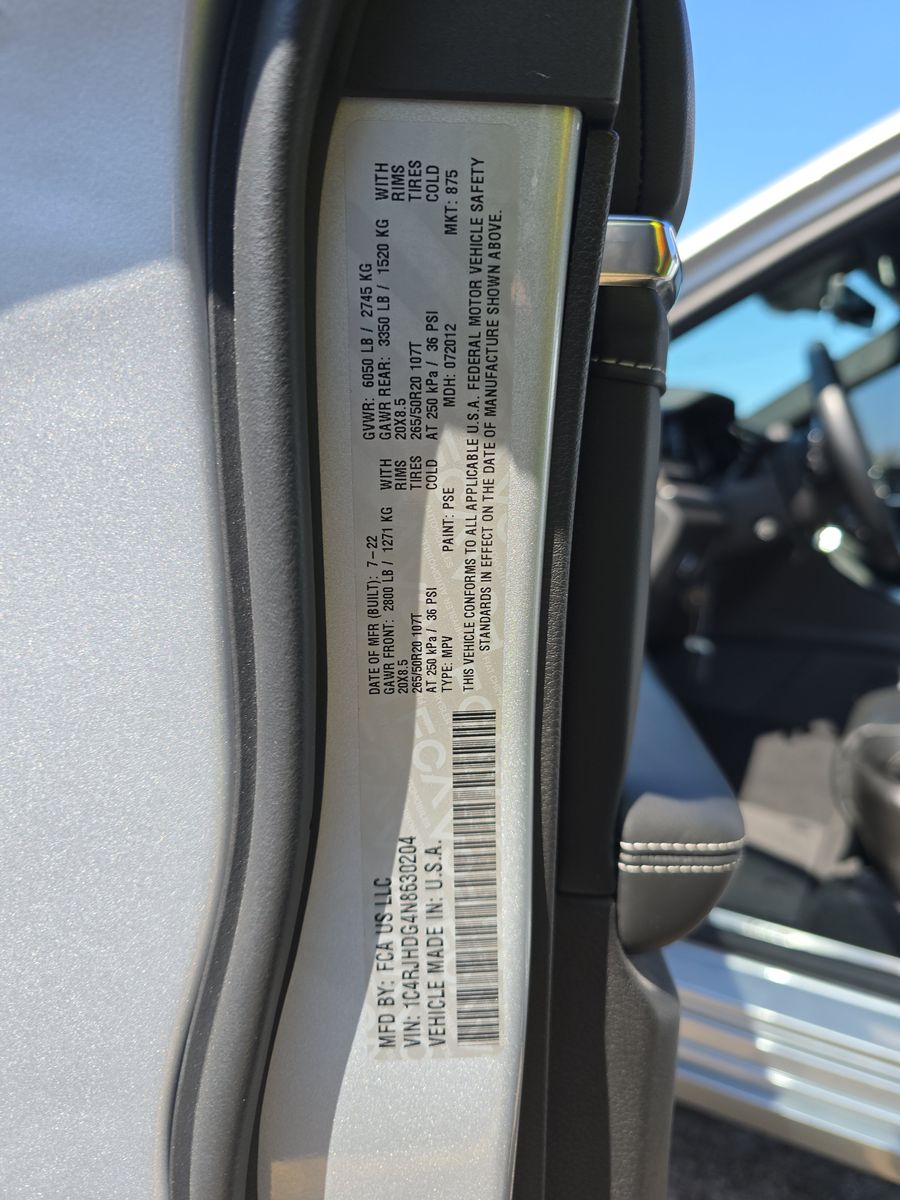 MFD BY: FCA US LLC
VIN: 1C4RJHDG4N8630204
VEHICLE MADE IN: U.S.A.
DATE OF MFR (BUILT): 7-22 GVWR: 6050 LB / 2745 KG
GAWR FRONT: 2800 LB / 1271 KG WITH GAWR REAR: 3350 LB / 1520 KG WITH
20X8.5 RIMS 20X8.5 RIMS
265/50R20 107T TIRES 265/50R20 107T TIRES
AT 250 kPa / 36 PSI COLD AT 250 kPa / 36 PSI COLD
TYPE: MPV PAINT: PSE MDH: 072012 MKT: 875
THIS VEHICLE CONFORMS TO ALL APPLICABLE U.S.A. FEDERAL MOTOR VEHICLE SAFETY
STANDARDS IN EFFECT ON THE DATE OF MANUFACTURE SHOWN ABOVE.